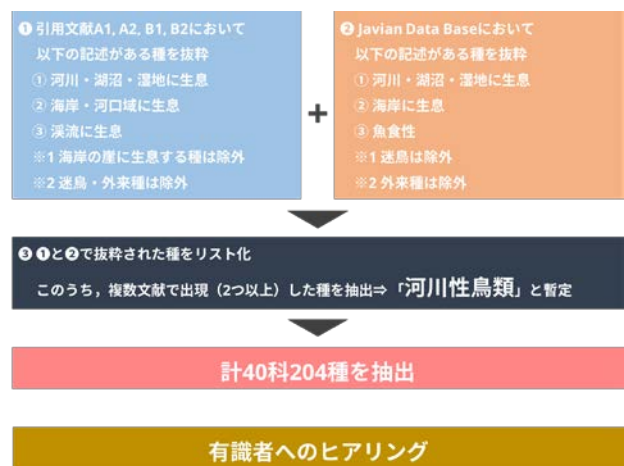 ❶ 引用文献A1, A2, B1, B2において
以下の記述がある種を抜粋
① 河川・湖沼・湿地に生息
② 海岸・河口域に生息
③ 渓流に生息
※1 海岸の崖に生息する種は除外
※2 迷鳥・外来種は除外
+
❷ Javian Data Baseにおいて
以下の記述がある種を抜粋
① 河川・湖沼・湿地に生息
② 海岸に生息
③ 魚食性
※1 迷鳥は除外
※2 外来種は除外
❸ ❶と❷で抜粋された種をリスト化
このうち，複数文献で出現（2つ以上）した種を抽出⇒「河川性鳥類」と暫定
計40科204種を抽出
有識者へのヒアリング